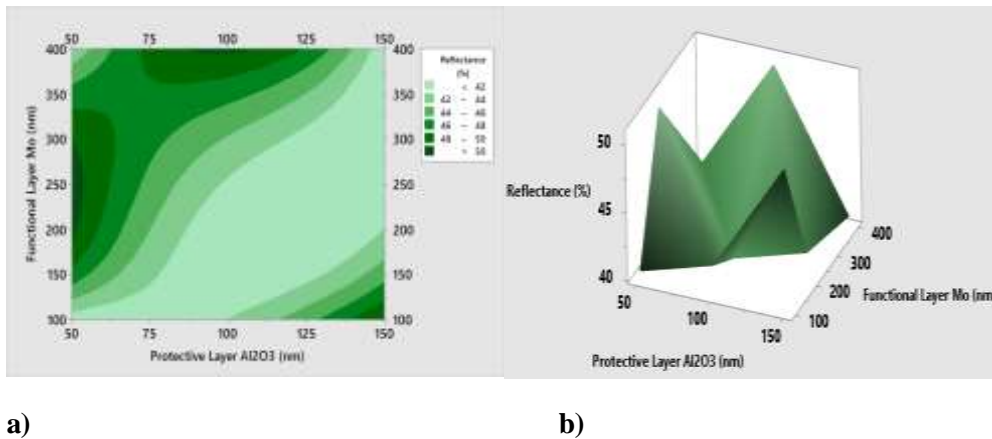 50 75 100 125 150
400 400
Reflectance
(%)
< 42
350 350
42 – 44
44 – 46
46 – 48
300 300
48 – 50
> 50
250 250
200 200
150 150
100 100
50 75 100 125 150
Functional Layer Mo (nm)
Protective Layer Al2O3 (nm)
50
Reflectance (%)
45
40
50
100
150
400
300
200
100
Functional Layer Mo (nm
Protective Layer Al2O3 (nm)
a) b)